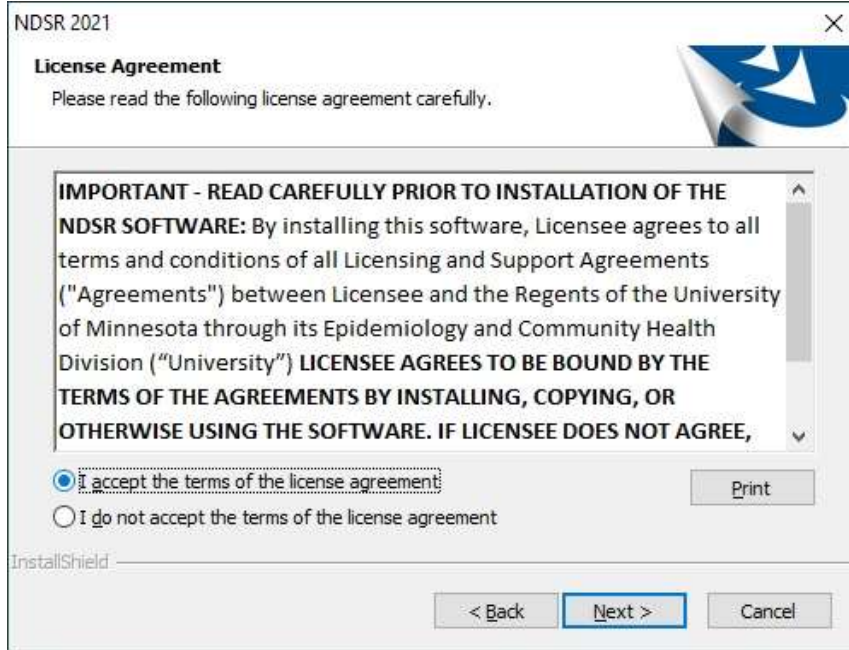 NDSR 2021
License Agreement
Please read the following license agreement carefully.
IMPORTANT - READ CAREFULLY PRIOR TO INSTALLATION OF THE
NDSR SOFTWARE: By installing this software, Licensee agrees to all
terms and conditions of all Licensing and Support Agreements
("Agreements") between Licensee and the Regents of the University
of Minnesota through its Epidemiology and Community Health
Division (“University”) LICENSEE AGREES TO BE BOUND BY THE
TERMS OF THE AGREEMENTS BY INSTALLING, COPYING, OR
OTHERWISE USING THE SOFTWARE. IF LICENSEE DOES NOT AGREE,
I accept the terms of the license agreement
Print
I do not accept the terms of the license agreement
InstallShield
< Back Next > Cancel